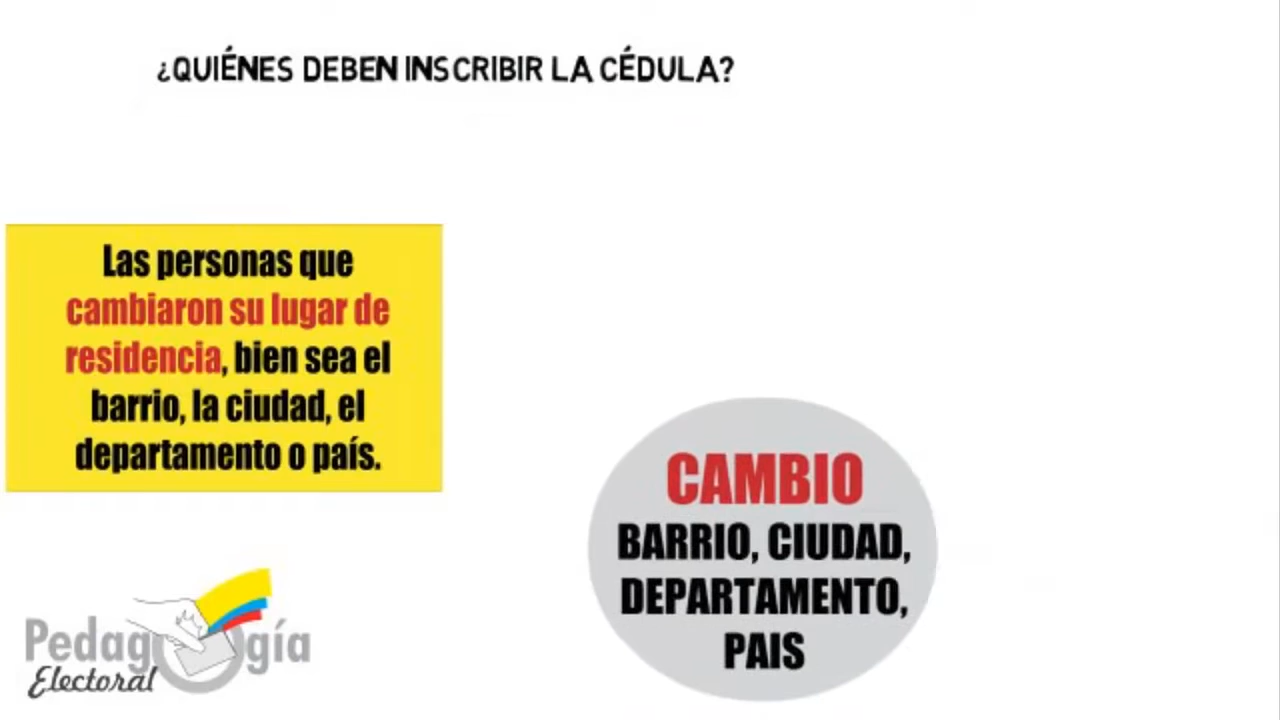 ¿QUIÉNES DEBEN INSCRIBIR LA CÉDULA?
Las personas que
cambiaron su lugar de
residencia, bien sea el
barrio, la ciudad, el
departamento o país.
CAMBIO
BARRIO, CIUDAD,
DEPARTAMENTO,
PAIS
Pedagogía
Electoral